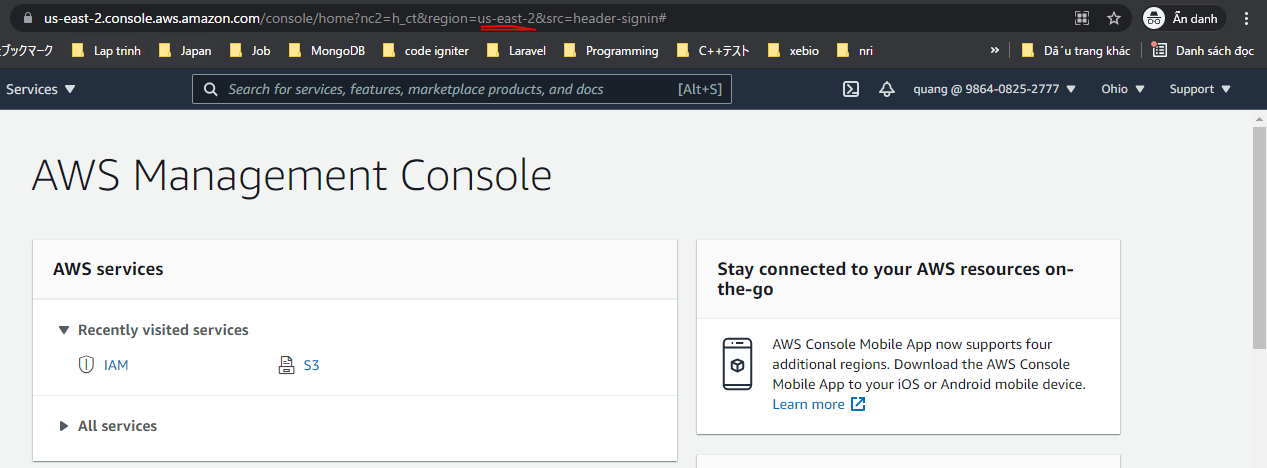 us-east-2.console.aws.amazon.com/console/home?nc2=h_ct&region=us-east-2&src=header-signin#
Ẩn danh
ブックマーク
Lap trinh
Japan
Job
MongoDB
code igniter
Laravel
Programming
C++テスト
xebio
nri
»
Dấu trang khác
Danh sách đọc
Services
Search for services, features, marketplace products, and docs
[Alt+S]
quang @ 9864-0825-2777
Ohio
Support
AWS Management Console
AWS services
Recently visited services
IAM
S3
All services
Stay connected to your AWS resources on-
the-go
AWS Console Mobile App now supports four
additional regions. Download the AWS Console
Mobile App to your iOS or Android mobile device.
Learn more